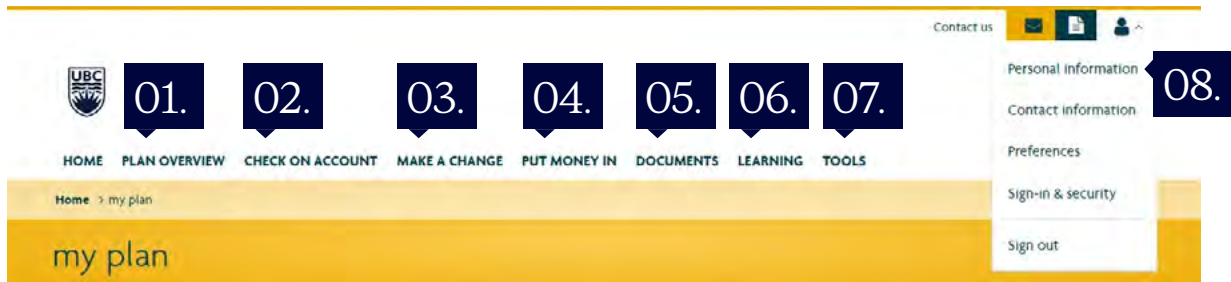 Contact us
UBC
01. 02. 03. 04. 05. 06. 07.
HOME PLAN OVERVIEW CHECK ON ACCOUNT MAKE A CHANGE PUT MONEY IN DOCUMENTS LEARNING TOOLS
Home > my plan
my plan
Personal information
08.
Contact information
Preferences
Sign-in & security
Sign out